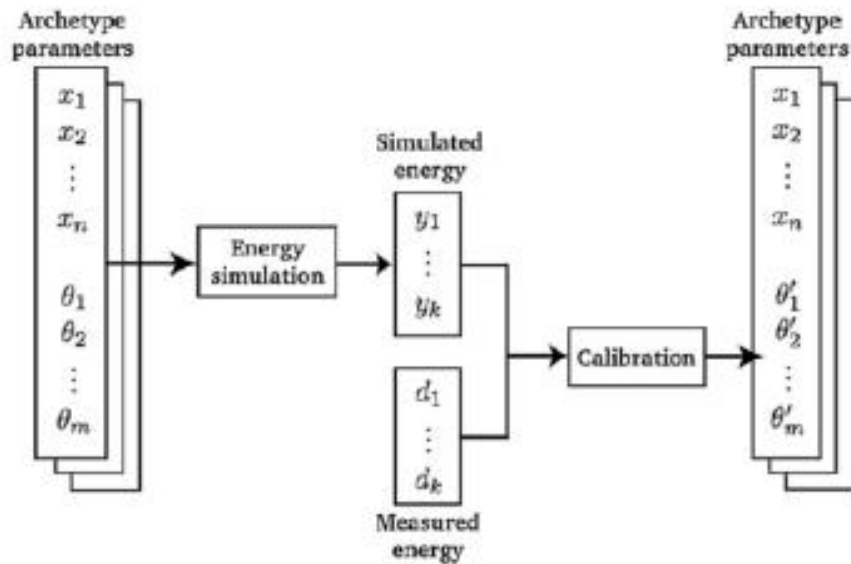 Archetype
parameters
x₁
x₂
⋮
xₙ
θ₁
θ₂
⋮
θₘ
Energy
simulation
Simulated
energy
y₁
⋮
yₖ
d₁
⋮
dₖ
Measured
energy
Calibration
Archetype
parameters
x₁
x₂
⋮
xₙ
θ′₁
θ′₂
⋮
θ′ₘ